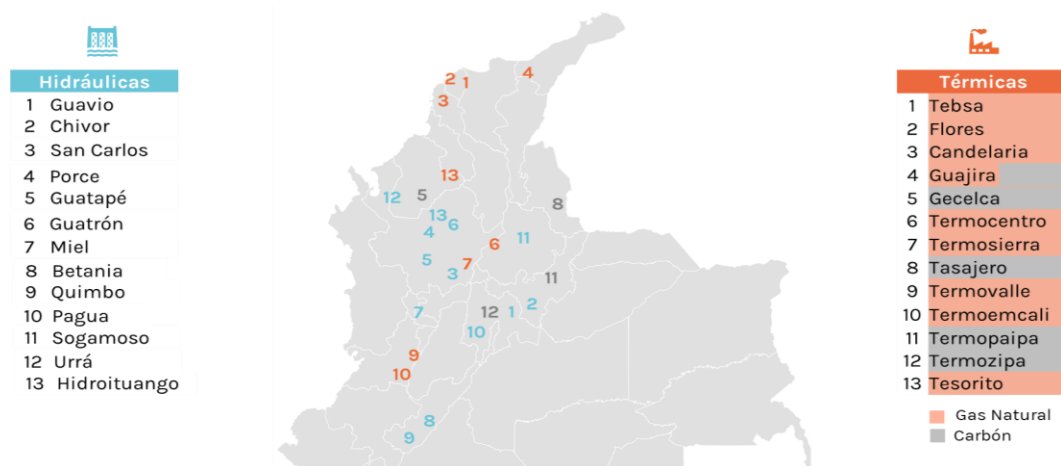 Hidráulicas
1 Guavio
2 Chivor
3 San Carlos
4 Porce
5 Guatapé
6 Guatrón
7 Miel
8 Betania
9 Quimbo
10 Pagua
11 Sogamoso
12 Urrá
13 Hidroituango
2 1 4
3
13
12 5 8
13
6
4
11
6
5 7
3 11
7 12 1 2
10
9
10
8
9
Térmicas
1 Tebsa
2 Flores
3 Candelaria
4 Guajira
5 Gecelca
6 Termocentro
7 Termosierra
8 Tasajero
9 Termovalle
10 Termoemcali
11 Termopaipa
12 Termozipa
13 Tesorito
Gas Natural
Carbón